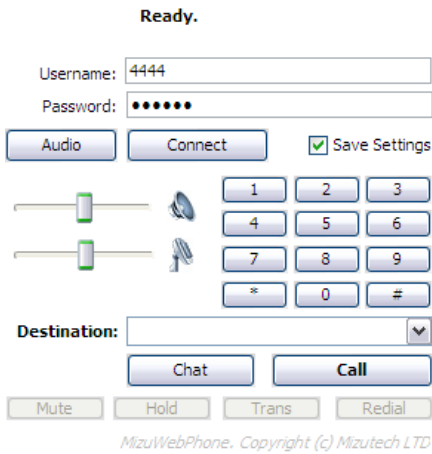 Ready.
Username: 4444
Password: ●●●●●●
Audio Connect Save Settings
1 2 3
4 5 6
7 8 9
* 0 #
Destination:
Chat Call
Mute Hold Trans Redial
MizuWebPhone. Copyright (c) Mizutech LTD